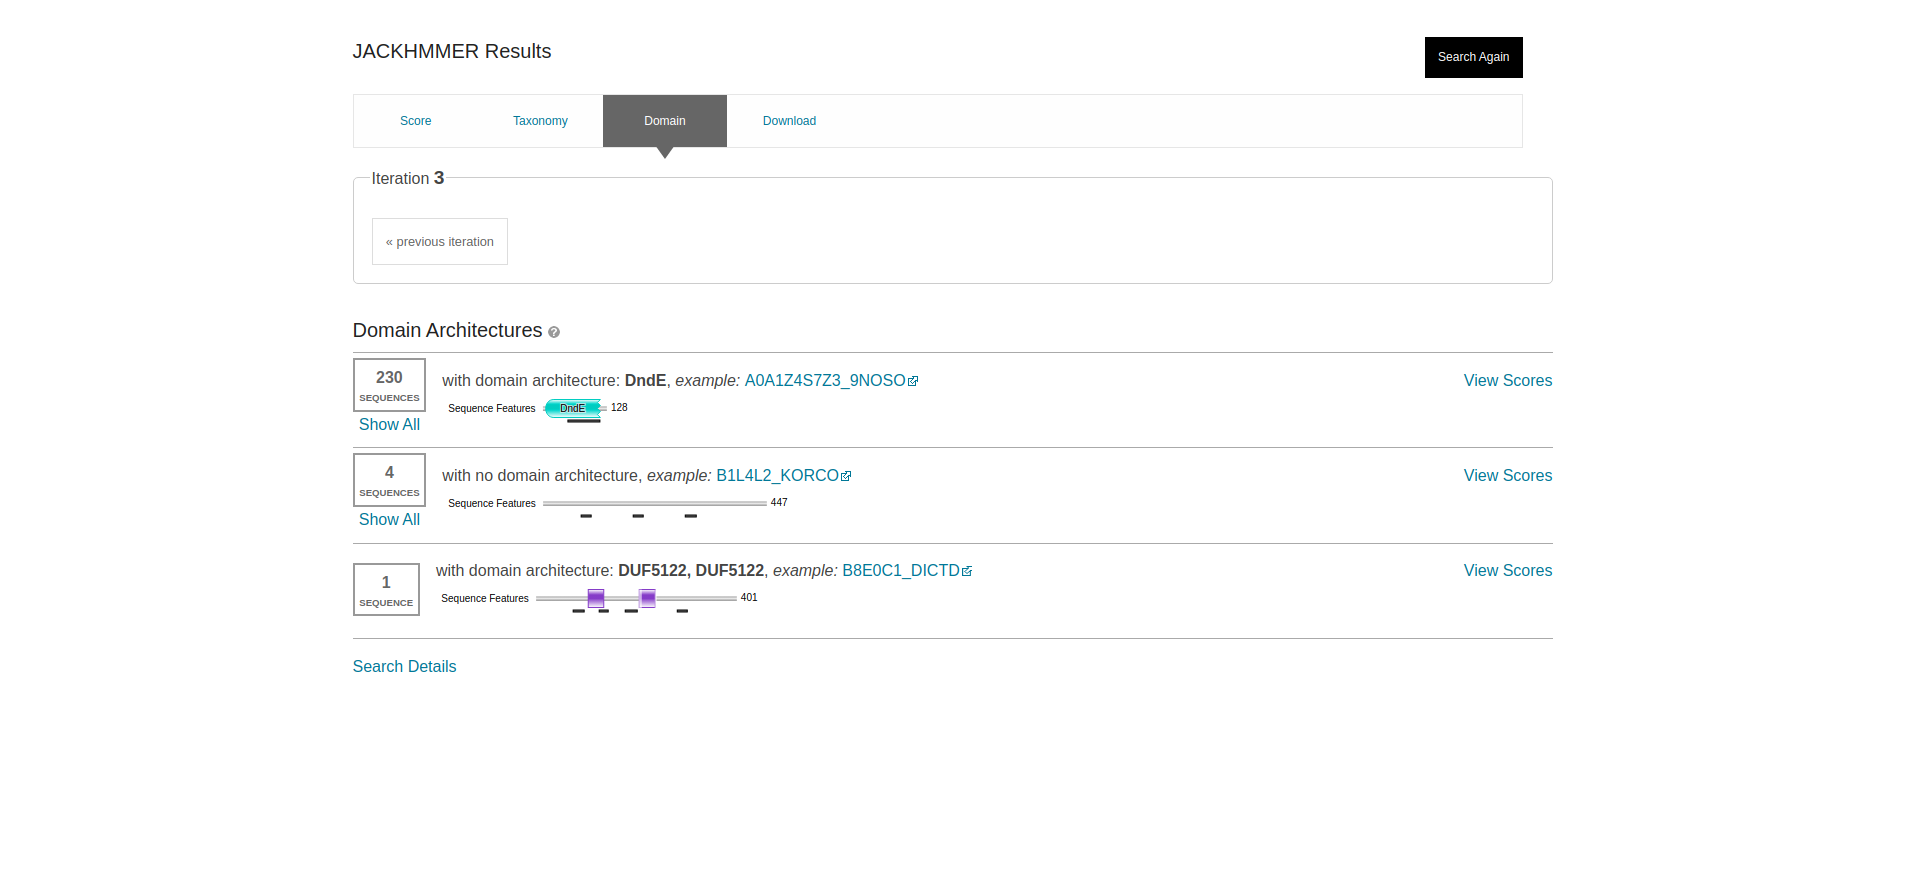 JACKHMMER Results
Search Again
Score
Taxonomy
Domain
Download
Iteration 3
« previous iteration
Domain Architectures
230
SEQUENCES
Show All
with domain architecture: DndE, example: A0A1Z4S7Z3_9NOSO
View Scores
Sequence Features
DndE
128
4
SEQUENCES
Show All
with no domain architecture, example: B1L4L2_KORCO
View Scores
Sequence Features
447
1
SEQUENCE
with domain architecture: DUF5122, DUF5122, example: B8E0C1_DICTD
View Scores
Sequence Features
401
Search Details